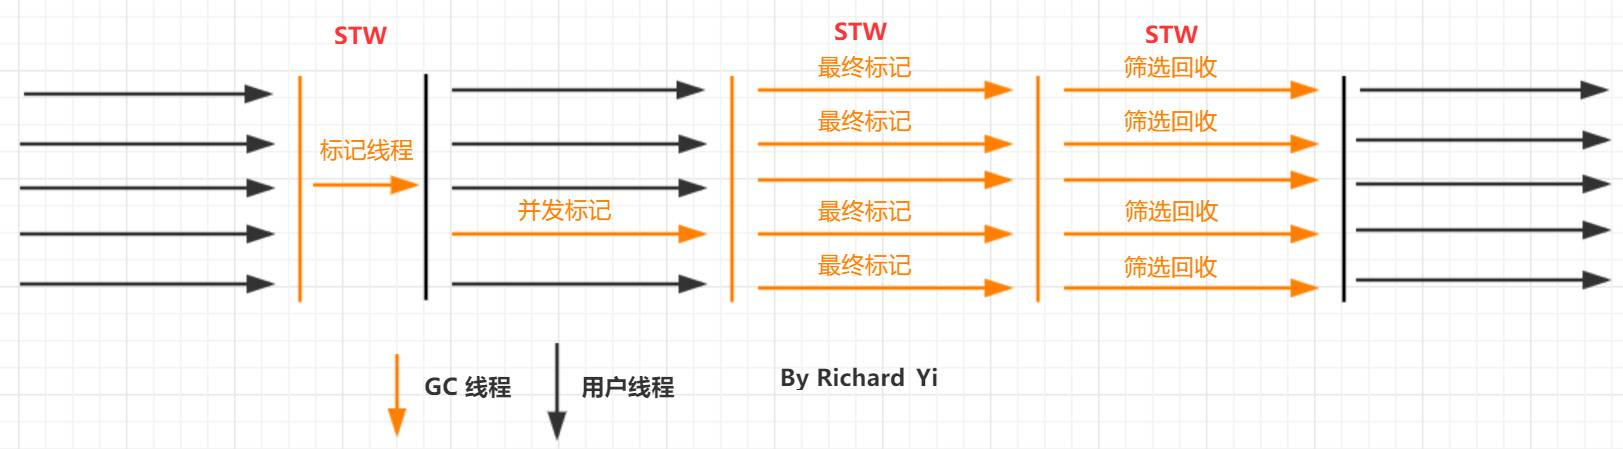 STW
STW
STW
最终标记
筛选回收
最终标记
筛选回收
标记线程
并发标记
最终标记
筛选回收
最终标记
筛选回收
GC 线程
用户线程
By Richard Yi